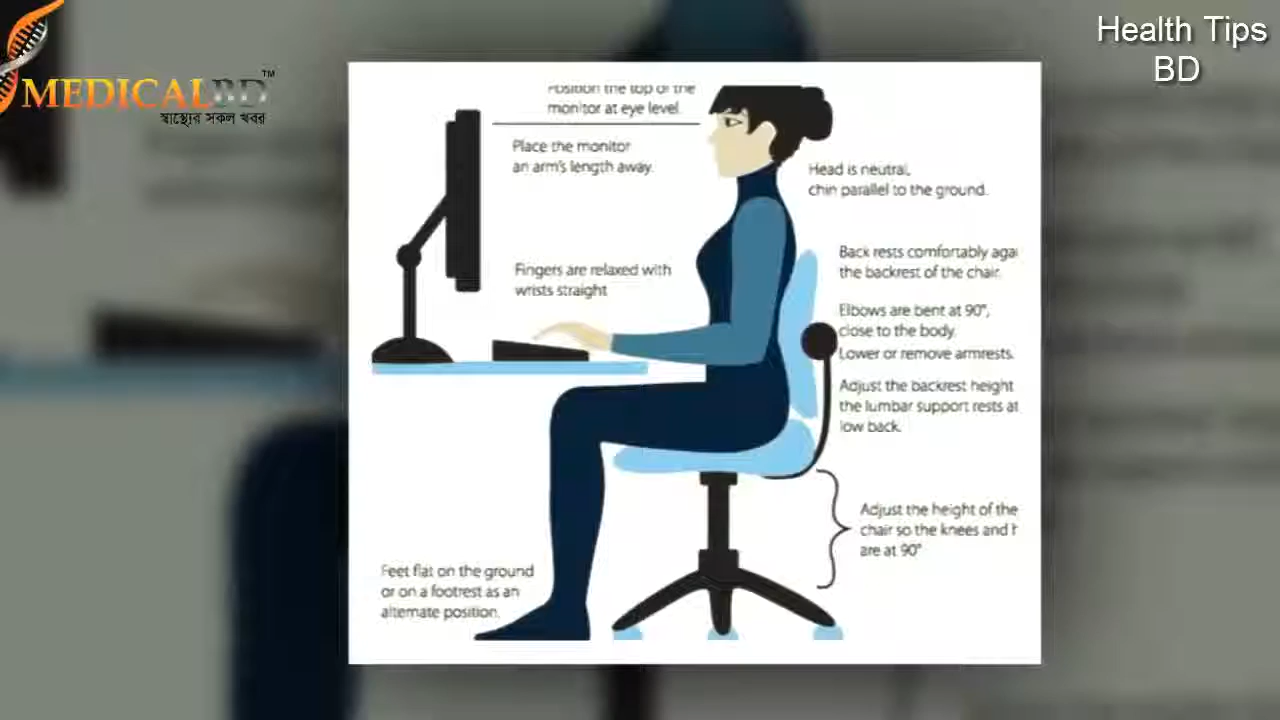 MEDICALBD™
স্বাস্থ্যের সকল খবর
Health Tips
BD
Position the top of the
monitor at eye level.
Place the monitor
an arm's length away.
Head is neutral,
chin parallel to the ground.
Back rests comfortably agai
the backrest of the chair.
Fingers are relaxed with
wrists straight
Elbows are bent at 90°,
close to the body.
Lower or remove armrests.
Adjust the backrest height
the lumbar support rests at
low back.
Adjust the height of the
chair so the knees and
are at 90°
Feet flat on the ground
or on a footrest as an
alternate position.